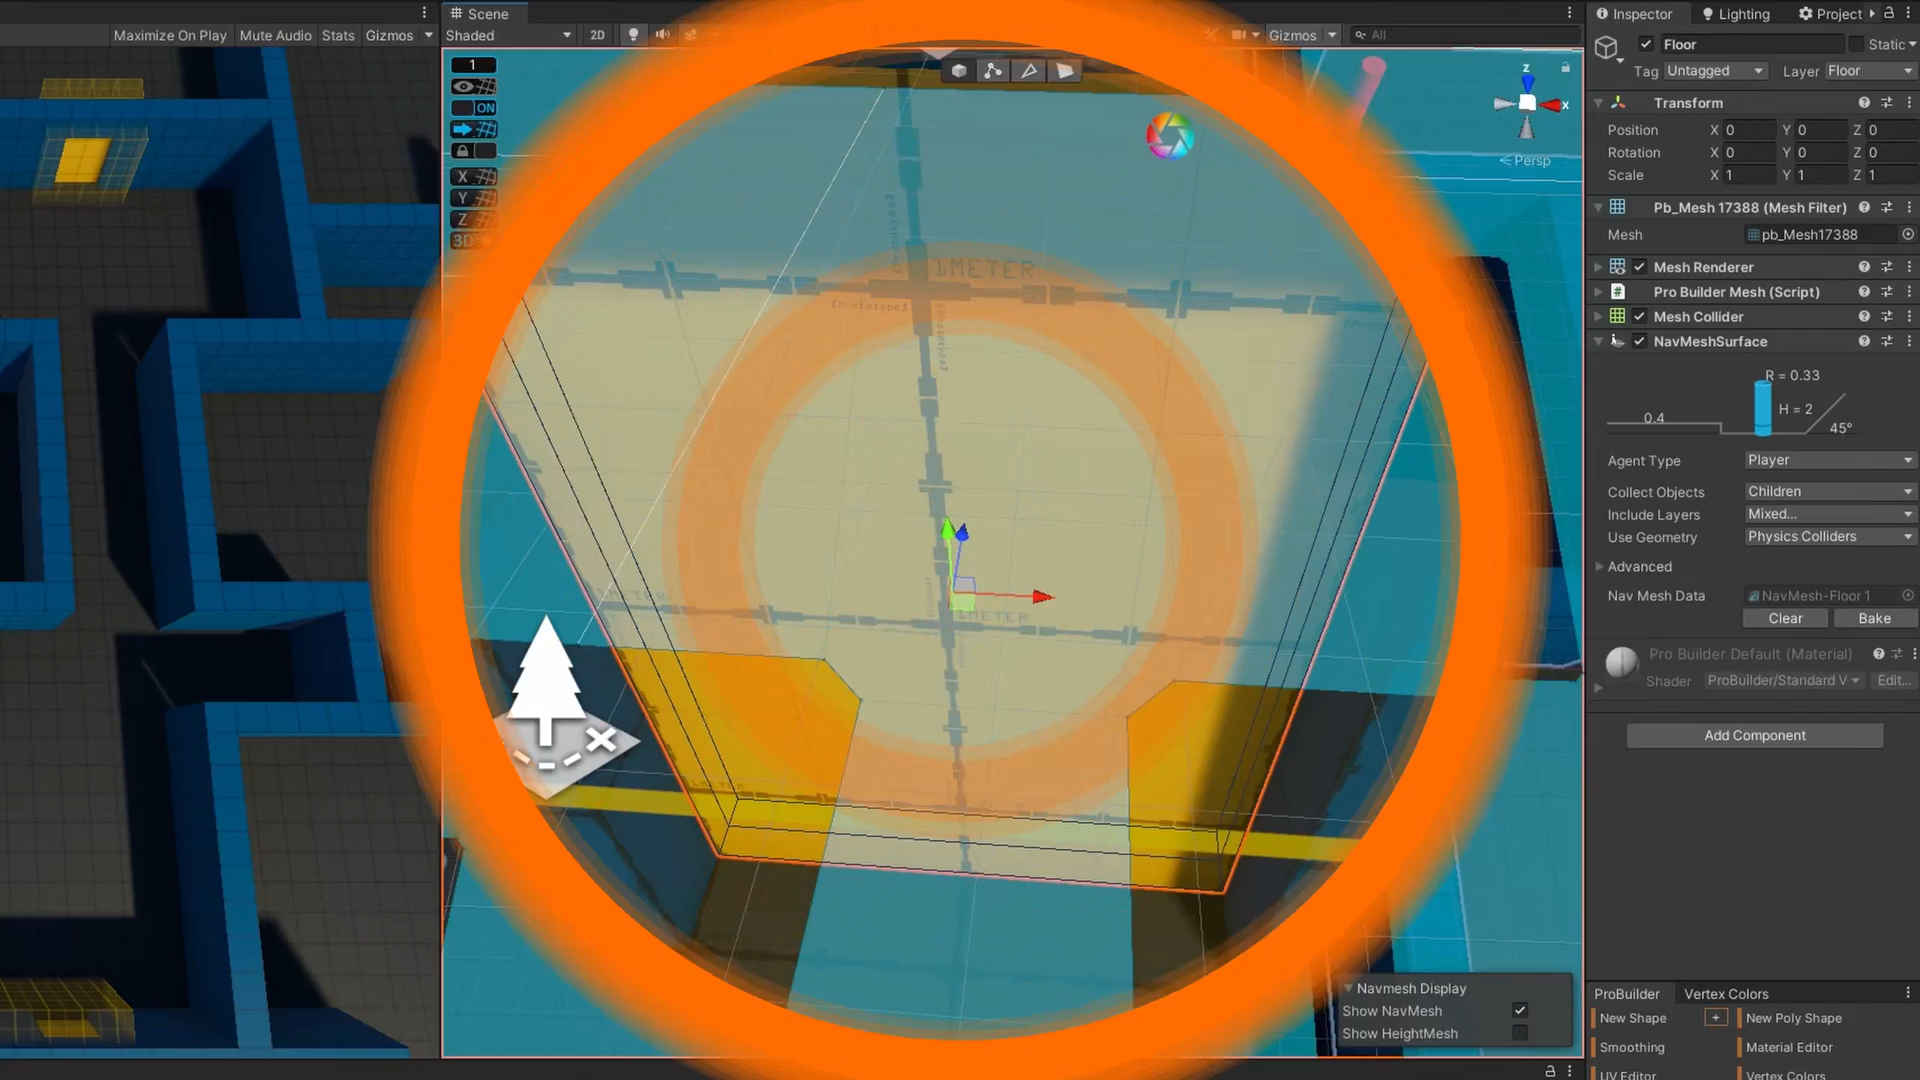 Maximize On Play Mute Audio Stats Gizmos
Scene
Shaded 2D Gizmos All
1
ON
X
Y
Z
3D
1METER
[Prototype]
1METER
1METER
Z
X
Persp
Navmesh Display
Show NavMesh
Show HeightMesh
Inspector Lighting Project
Floor Static
Tag Untagged Layer Floor
Transform
Position X 0 Y 0 Z 0
Rotation X 0 Y 0 Z 0
Scale X 1 Y 1 Z 1
Pb_Mesh 17388 (Mesh Filter)
Mesh pb_Mesh17388
Mesh Renderer
Pro Builder Mesh (Script)
Mesh Collider
NavMeshSurface
R = 0.33
0.4 H = 2
45°
Agent Type Player
Collect Objects Children
Include Layers Mixed...
Use Geometry Physics Colliders
Advanced
Nav Mesh Data NavMesh-Floor 1
Clear Bake
Pro Builder Default (Material)
Shader ProBuilder/Standard V Edit...
Add Component
ProBuilder Vertex Colors
New Shape + New Poly Shape
Smoothing Material Editor
UV Editor Vertex Colors